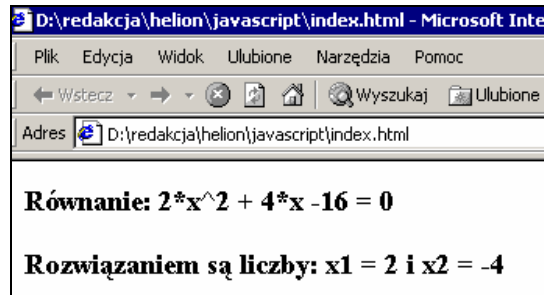 D:\redakcja\helion\javascript\index.html - Microsoft Inte
Plik Edycja Widok Ulubione Narzędzia Pomoc
Wstecz Wyszukaj Ulubione
Adres D:\redakcja\helion\javascript\index.html
Równanie: 2*x^2 + 4*x -16 = 0
Rozwiązaniem są liczby: x1 = 2 i x2 = -4